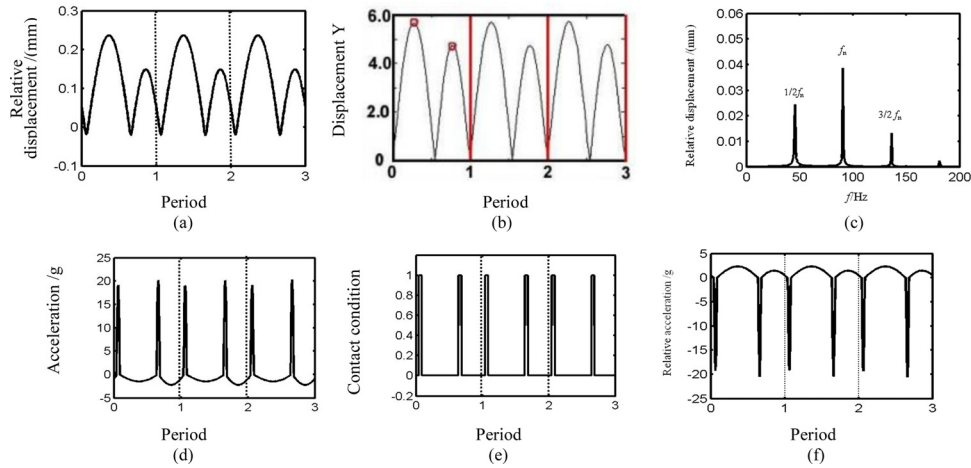 Relative
displacement /(mm)
0.3
0.2
0.1
0
-0.1
0
1
2
3
Period
(a)
Displacement Y
6.0
4.0
2.0
0
0
1
2
3
Period
(b)
Relative displacement /(mm)
0.06
0.05
0.04
0.03
0.02
0.01
0
0
50
100
150
200
1/2fn
fn
3/2 fn
f/Hz
(c)
Acceleration /g
25
20
15
10
5
0
-5
0
1
2
3
Period
(d)
Contact condition
1
0.8
0.6
0.4
0.2
0
-0.2
0
1
2
3
Period
(e)
Relative acceleration /g
5
0
-5
-10
-15
-20
-25
0
1
2
3
Period
(f)